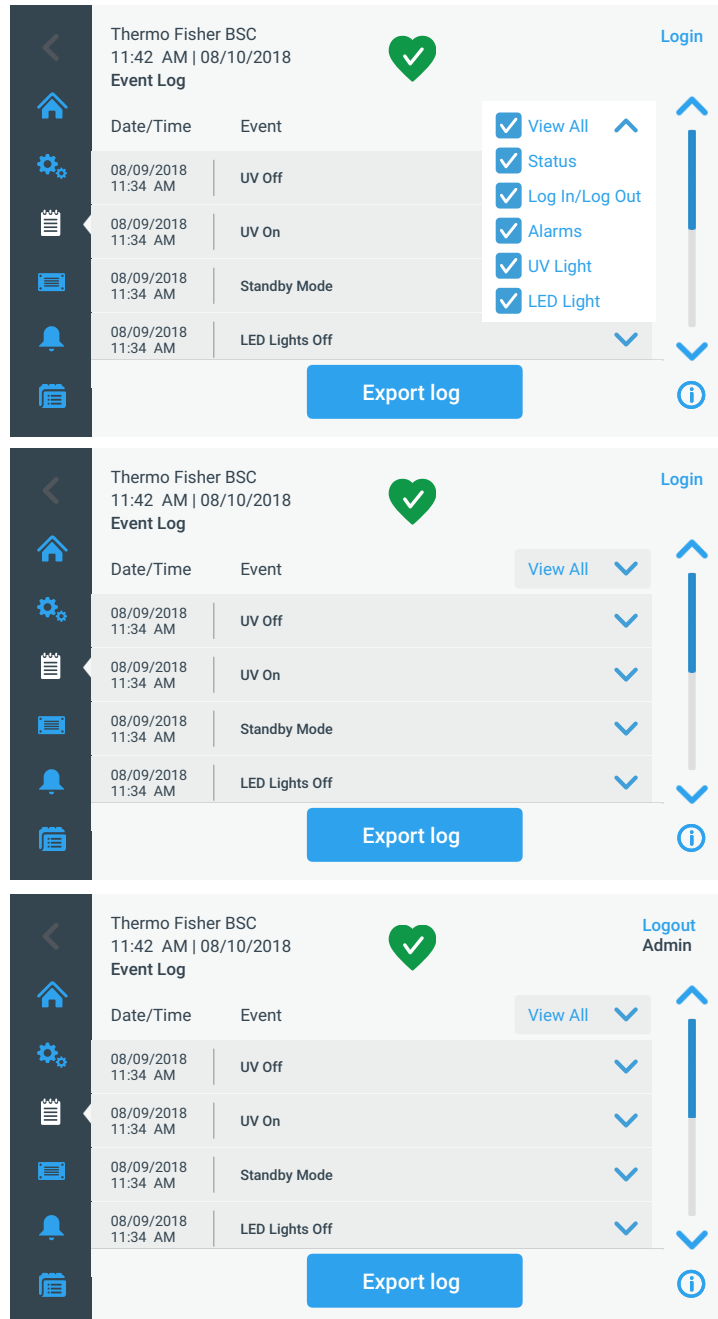 Thermo Fisher BSC
Login
11:42 AM | 08/10/2018
Event Log
Date/Time Event View All
Status
Log In/Log Out
Alarms
UV Light
LED Light
08/09/2018
11:34 AM UV Off
08/09/2018
11:34 AM UV On
08/09/2018
11:34 AM Standby Mode
08/09/2018
11:34 AM LED Lights Off
Export log
Thermo Fisher BSC
Login
11:42 AM | 08/10/2018
Event Log
Date/Time Event View All
08/09/2018
11:34 AM UV Off
08/09/2018
11:34 AM UV On
08/09/2018
11:34 AM Standby Mode
08/09/2018
11:34 AM LED Lights Off
Export log
Thermo Fisher BSC
Logout
11:42 AM | 08/10/2018
Admin
Event Log
Date/Time Event View All
08/09/2018
11:34 AM UV Off
08/09/2018
11:34 AM UV On
08/09/2018
11:34 AM Standby Mode
08/09/2018
11:34 AM LED Lights Off
Export log